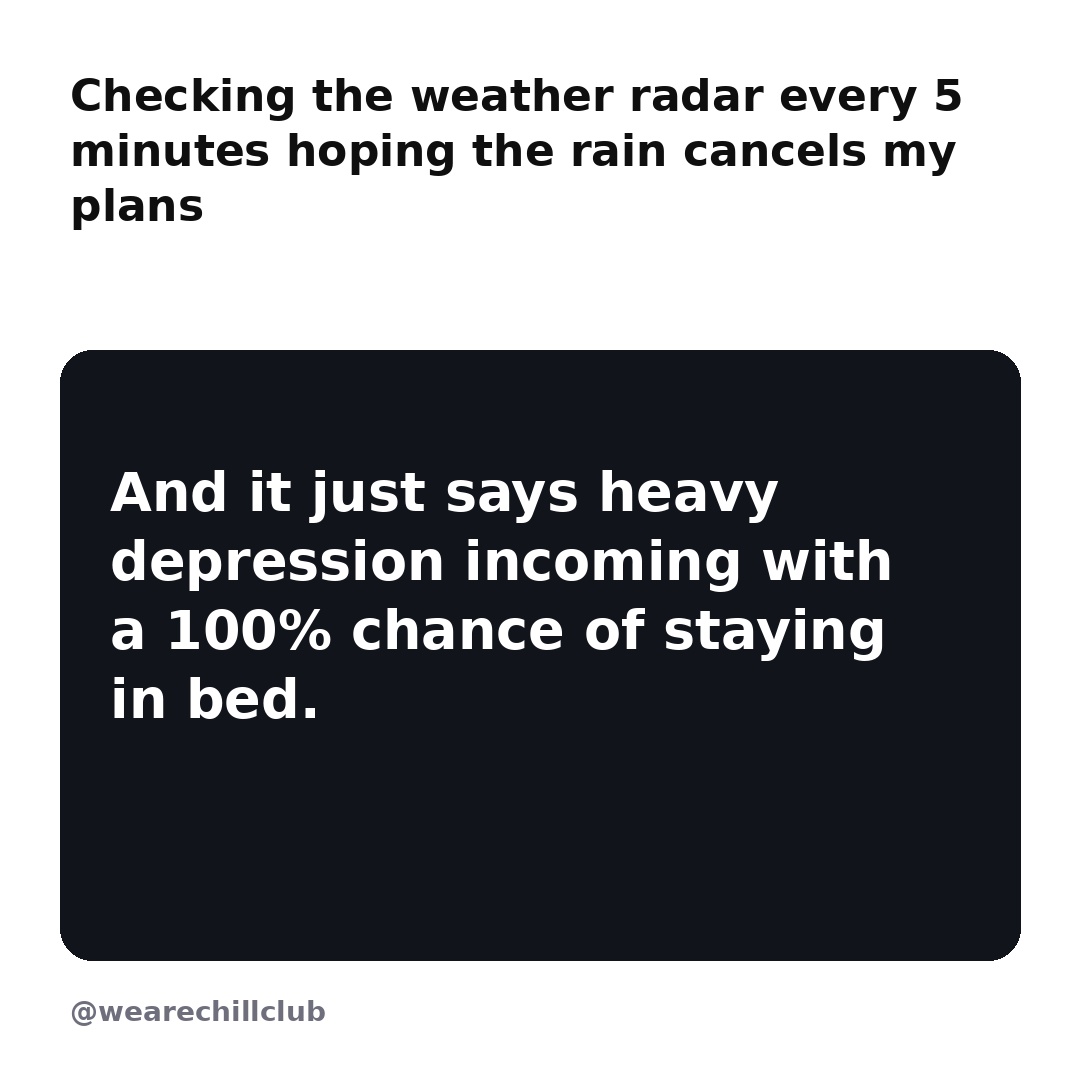 Checking the weather radar every 5
minutes hoping the rain cancels my
plans
And it just says heavy
depression incoming with
a 100% chance of staying
in bed.
@wearechillclub